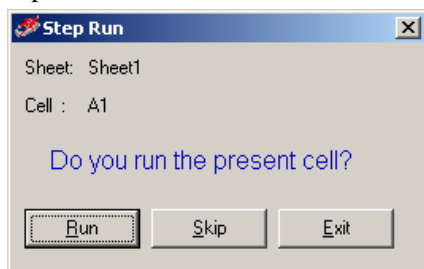 Step Run
Sheet: Sheet1
Cell : A1
Do you run the present cell?
Run Skip Exit